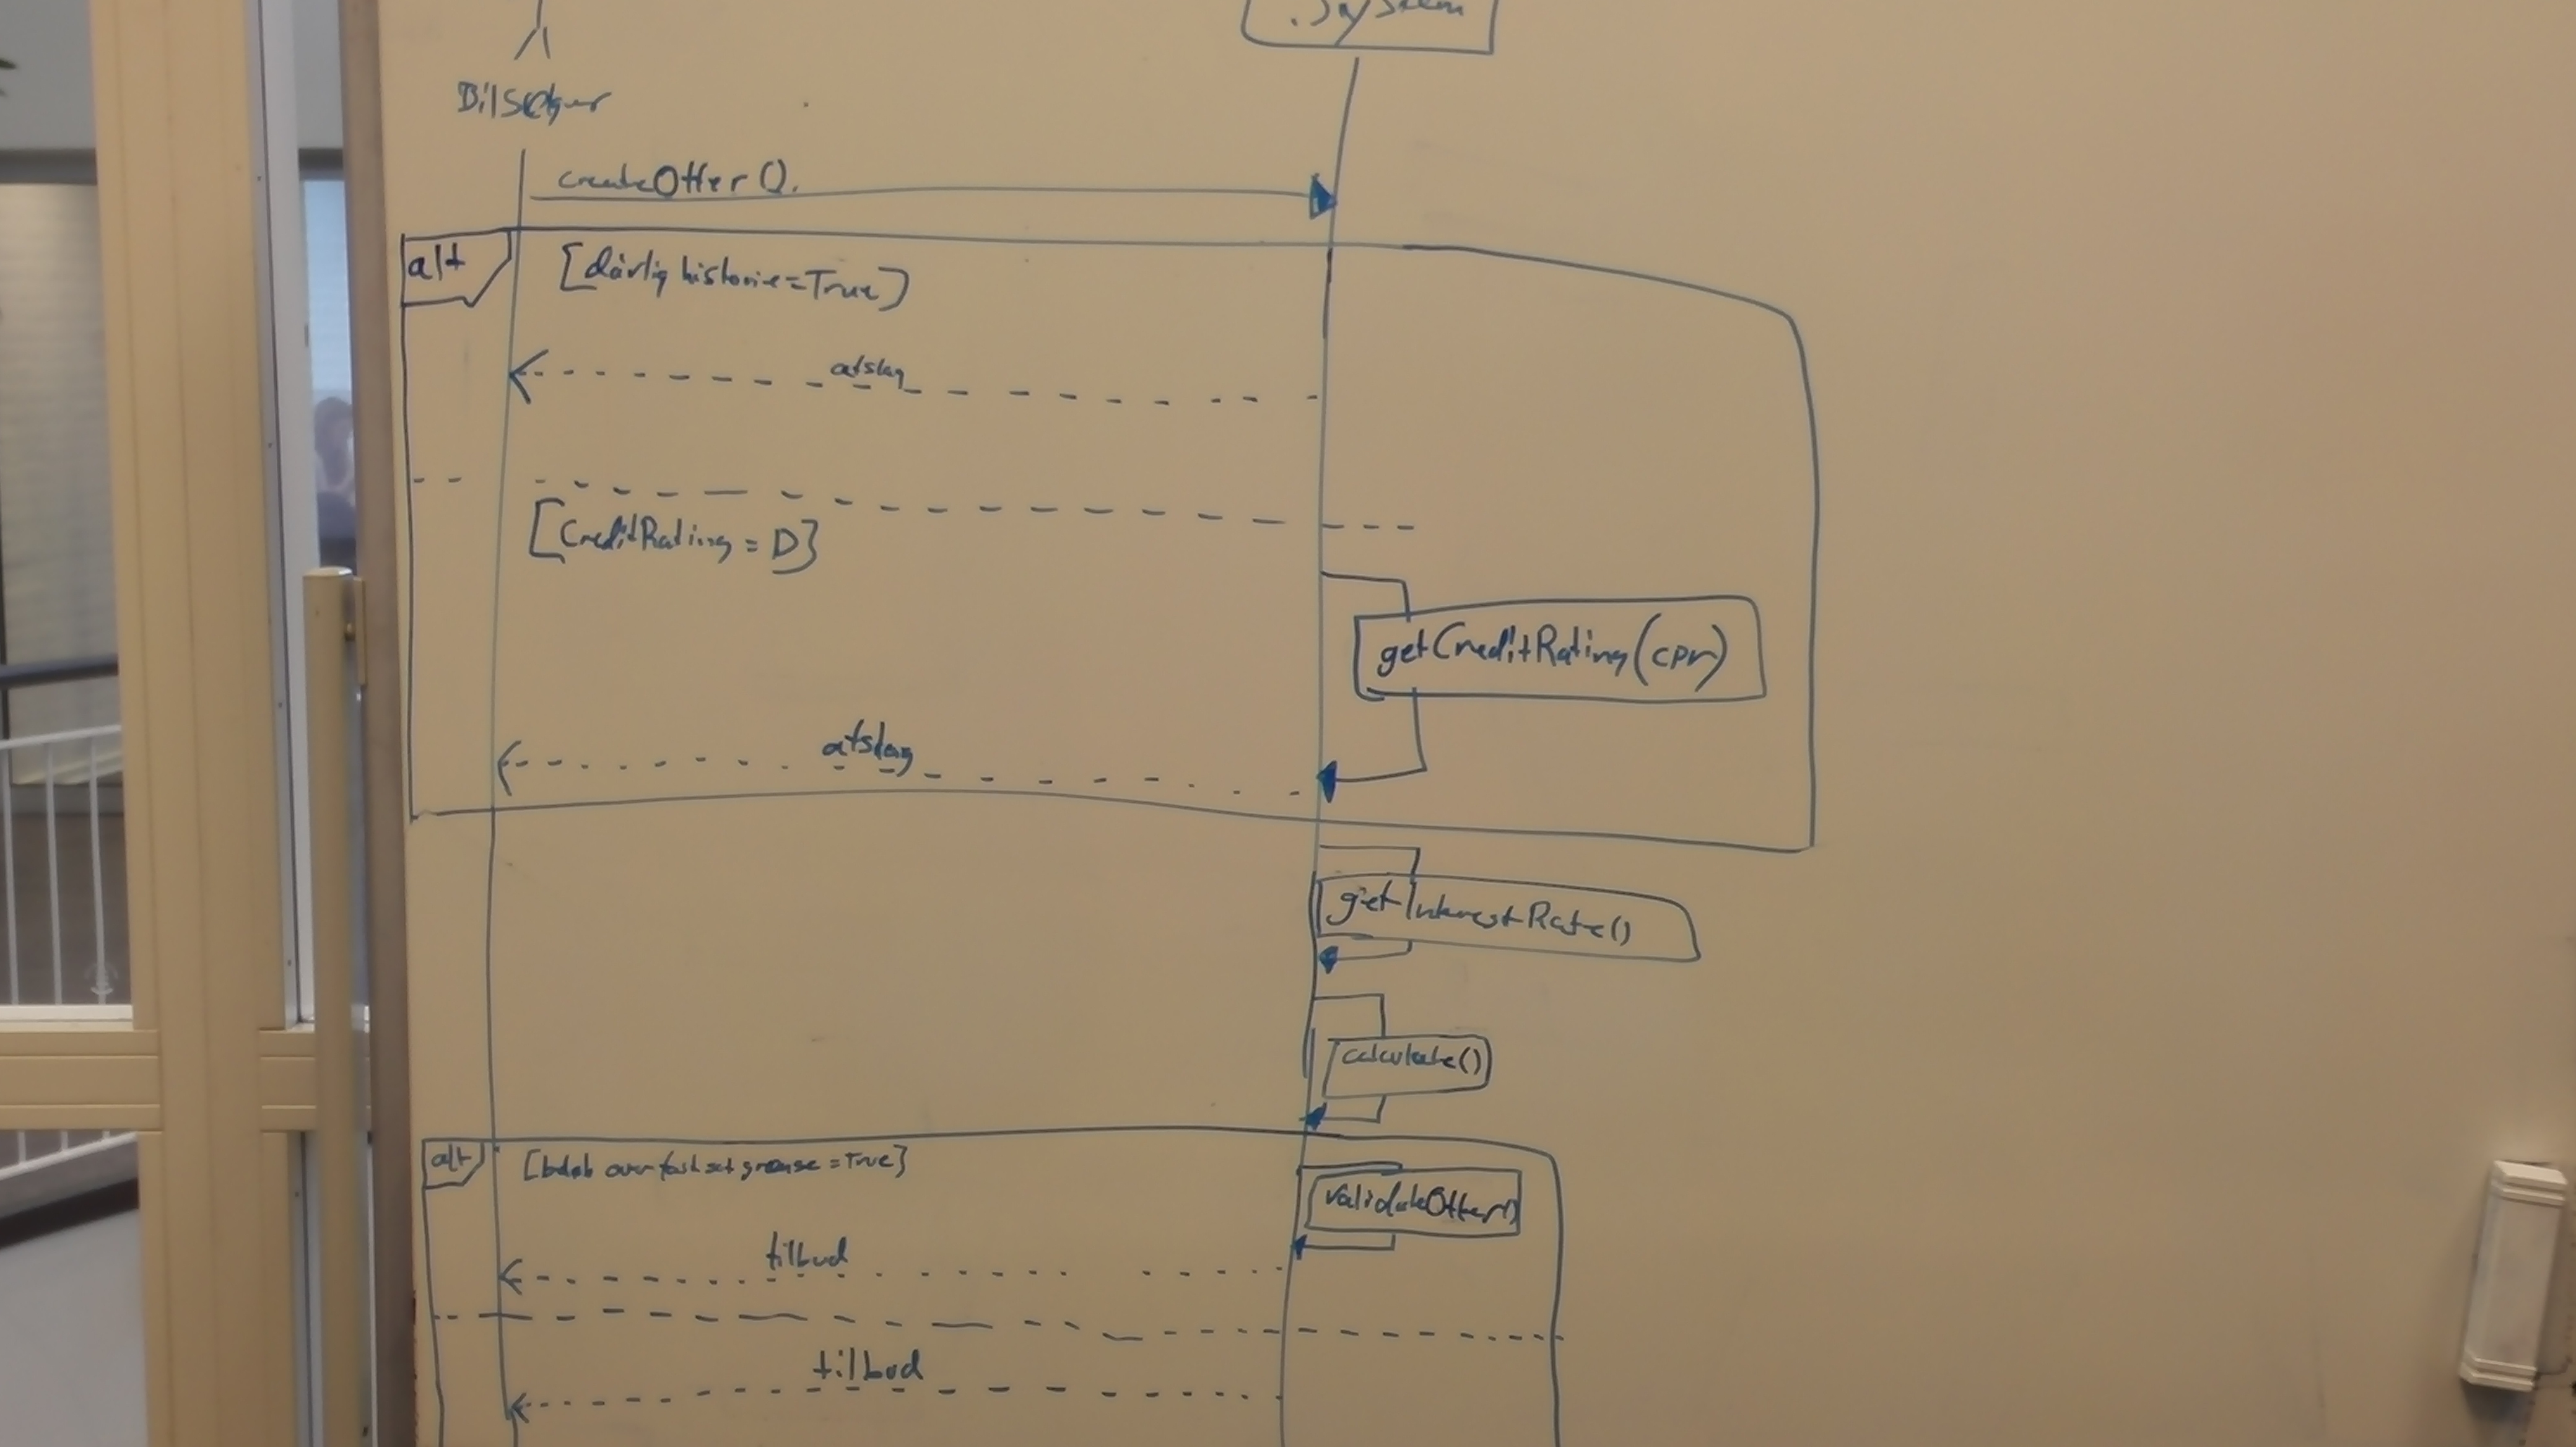 :System
Bilsælger
createOffer().
alt
[dårlig historie=True]
afslag
[CreditRating = D]
getCreditRating(cpr)
afslag
getInterestRate()
calculate()
alt
[beløb over fastsat grænse=True]
validateOffer()
tilbud
tilbud